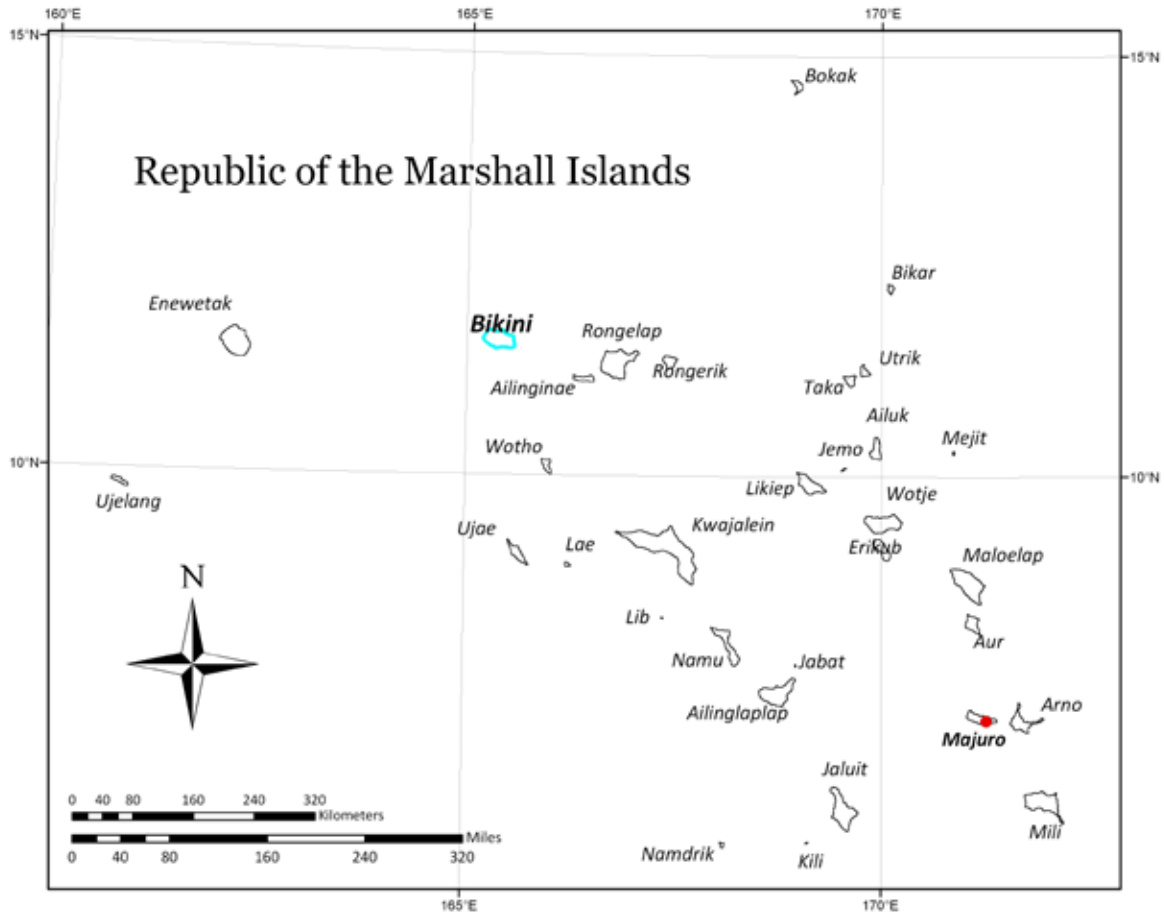 160°E 165°E 170°E
15°N 15°N
Bokak
Republic of the Marshall Islands
Bikar
Enewetak
Bikini
Rongelap
Rongerik
Utrik
Ailinginae
Taka
Ailuk
Wotho
Jemo
Mejit
10°N 10°N
Ujelang
Likiep
Wotje
Ujae
Lae
Kwajalein
Erikub
Maloelap
N
Lib
Aur
Namu
Jabat
Ailinglaplap
Arno
Majuro
Jaluit
0 40 80 160 240 320
Kilometers
Miles
0 40 80 160 240 320
Mili
Namdrik
Kili
165°E 170°E